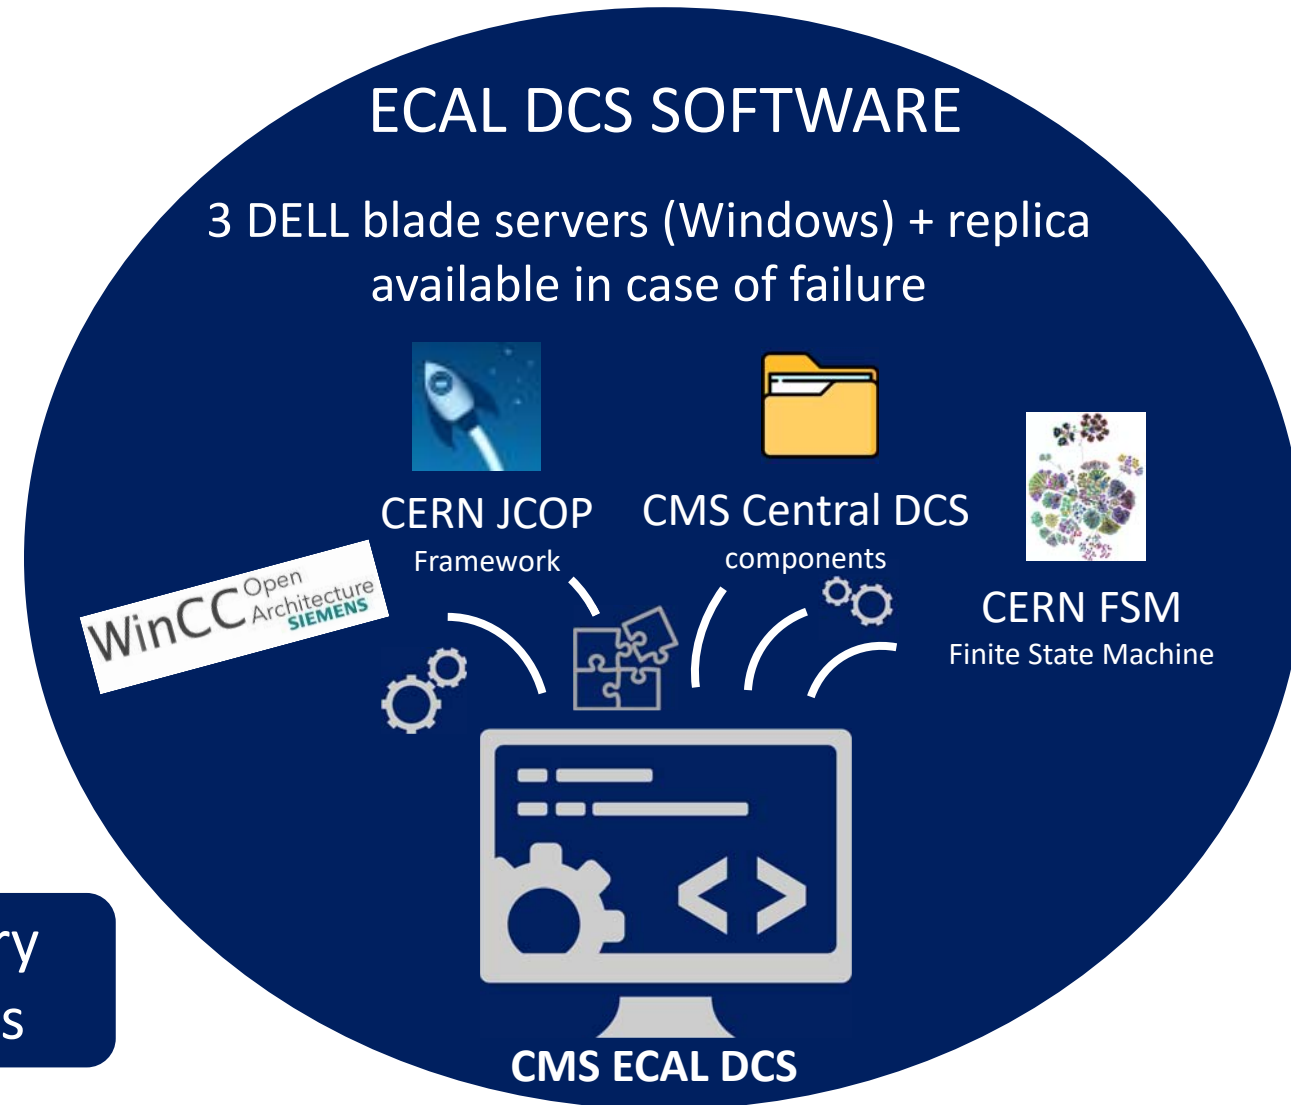 ECAL DCS SOFTWARE
3 DELL blade servers (Windows) + replica
available in case of failure
CERN JCOP
Framework
CMS Central DCS
components
WinCC Open
Architecture
SIEMENS
CERN FSM
Finite State Machine
< >
CMS ECAL DCS
ry
s